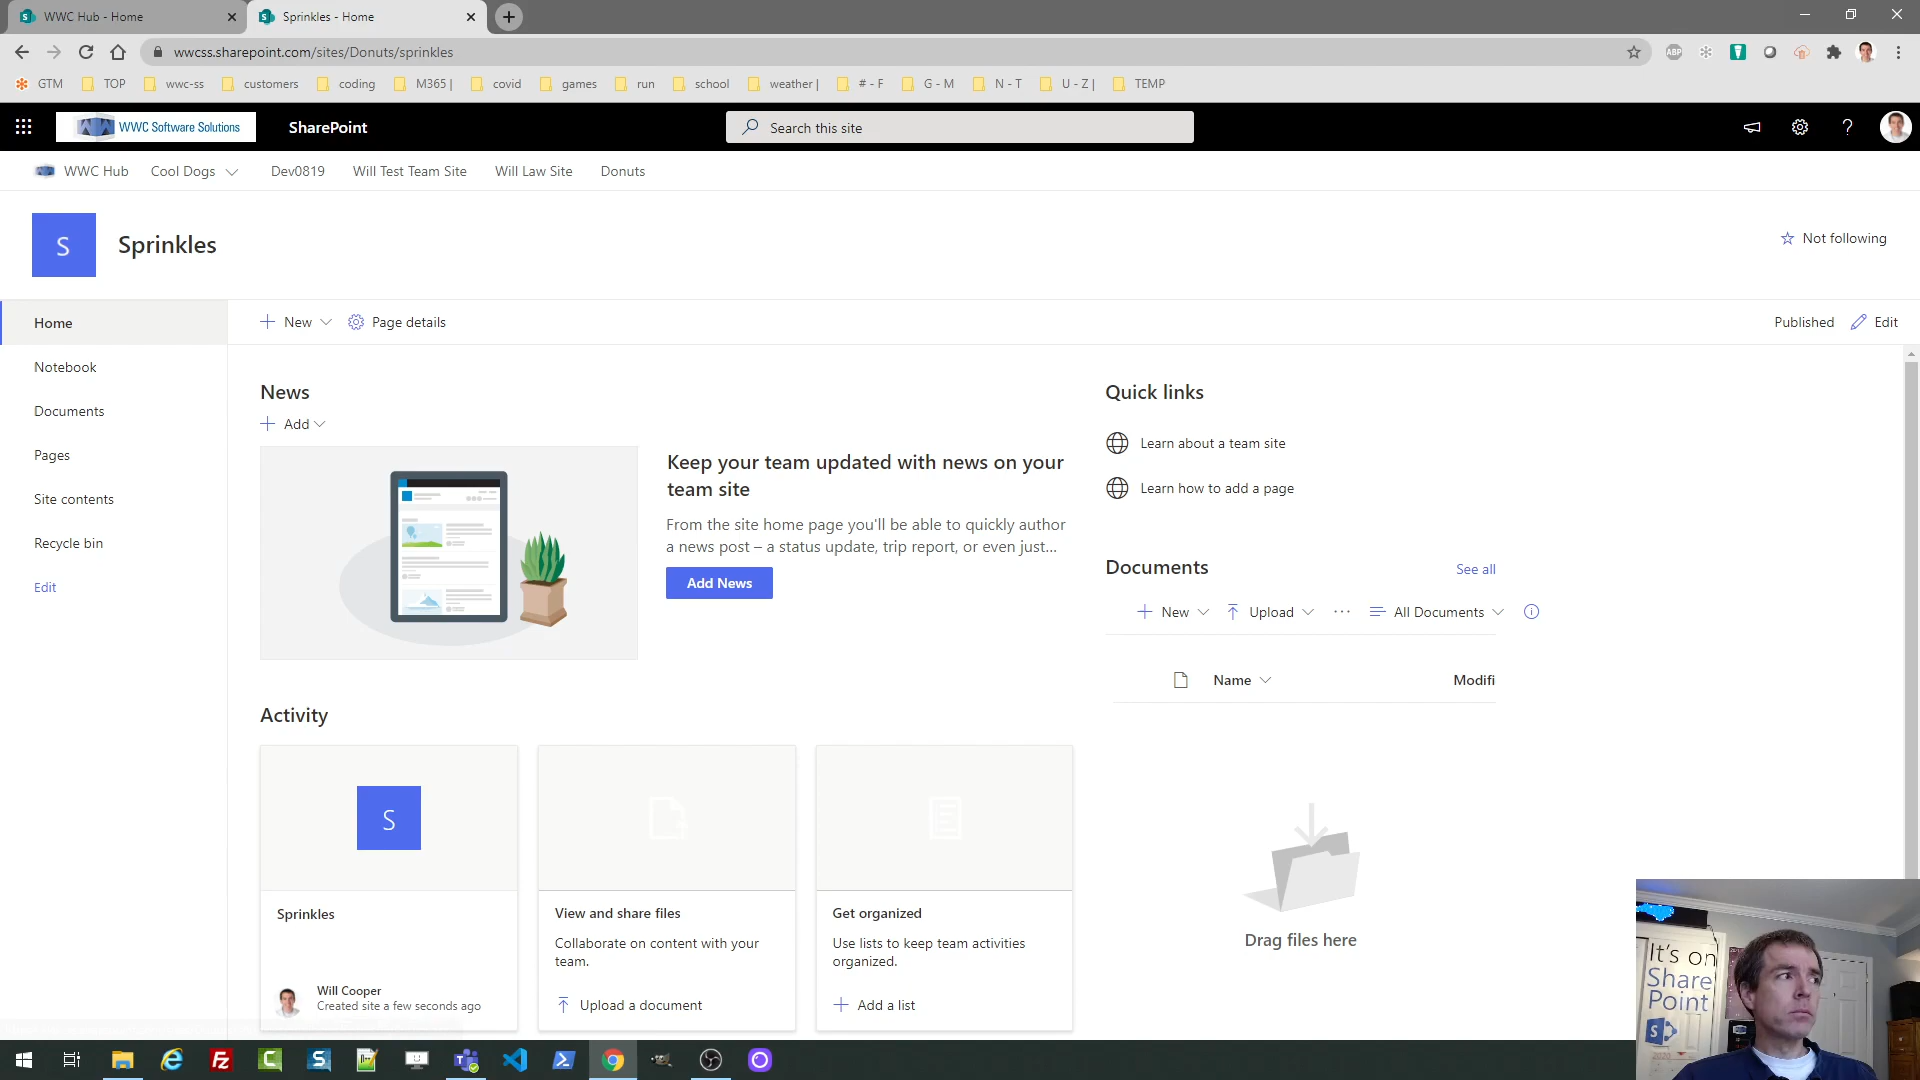 WWC Hub - Home
Sprinkles - Home
wwcss.sharepoint.com/sites/Donuts/sprinkles
GTM TOP wwc-ss customers coding M365 | covid games run school weather | # - F G - M N - T U - Z | TEMP
WWC Software Solutions
SharePoint
Search this site
WWC Hub Cool Dogs Dev0819 Will Test Team Site Will Law Site Donuts
S
Sprinkles
Not following
Home
Notebook
Documents
Pages
Site contents
Recycle bin
Edit
New Page details
Published Edit
News
Add
Keep your team updated with news on your
team site
From the site home page you'll be able to quickly author
a news post – a status update, trip report, or even just...
Add News
Quick links
Learn about a team site
Learn how to add a page
Documents
See all
New Upload ··· All Documents
Name Modifi
Drag files here
Activity
S
Sprinkles
Will Cooper
Created site a few seconds ago
View and share files
Collaborate on content with your
team.
Upload a document
Get organized
Use lists to keep team activities
organized.
Add a list
It's on
Share
Point